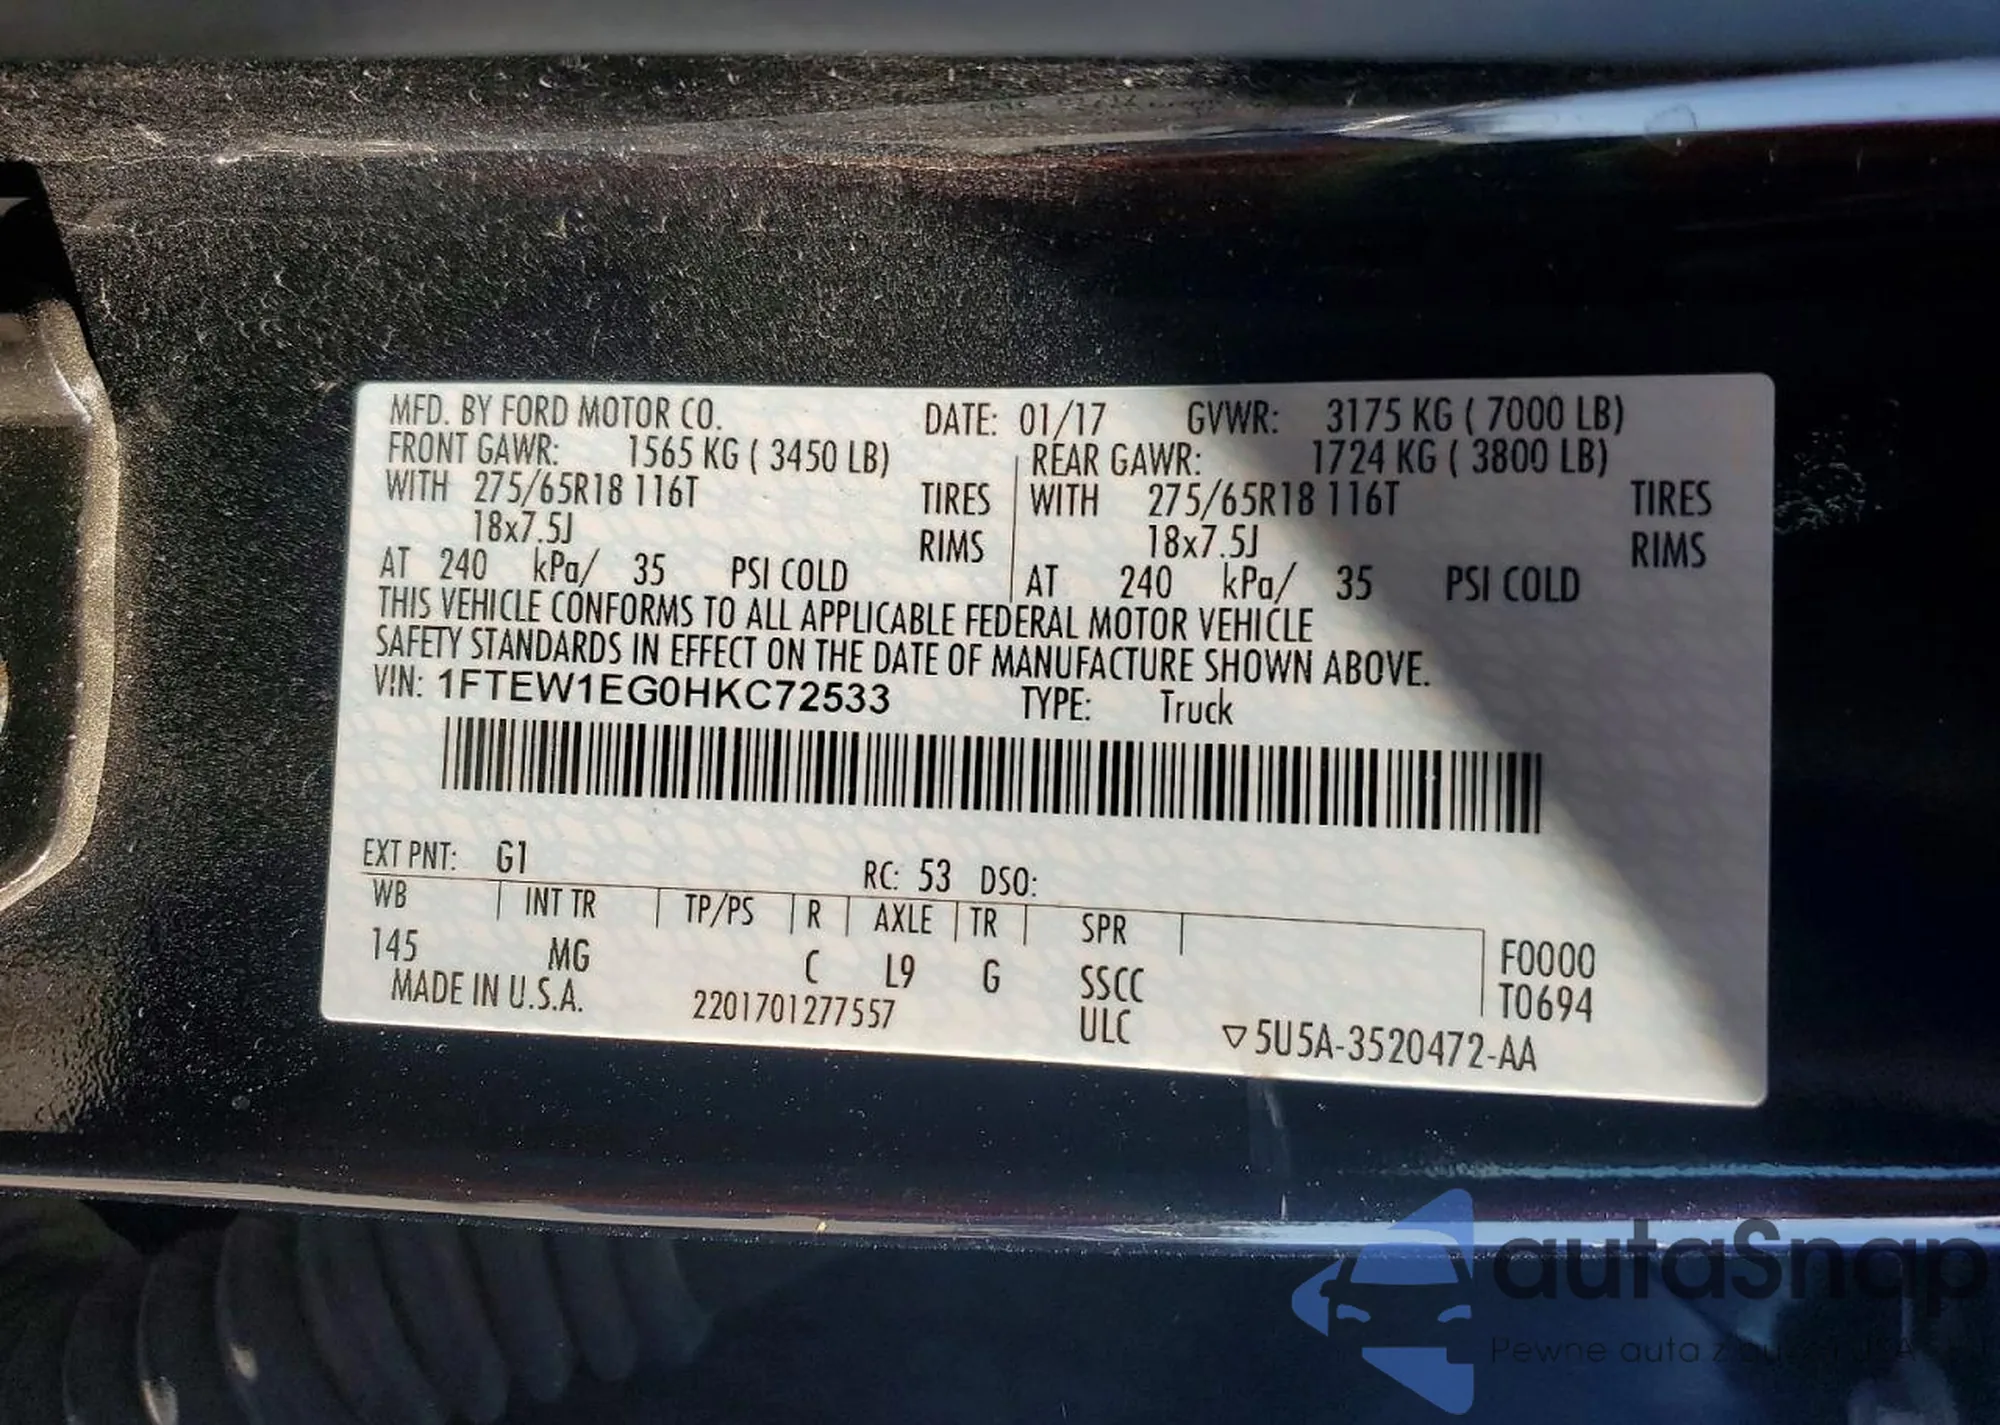 MFD. BY FORD MOTOR CO. DATE: 01/17 GVWR: 3175 KG ( 7000 LB)
FRONT GAWR: 1565 KG ( 3450 LB) REAR GAWR: 1724 KG ( 3800 LB)
WITH 275/65R18 116T TIRES WITH 275/65R18 116T TIRES
18x7.5J RIMS 18x7.5J RIMS
AT 240 kPa/ 35 PSI COLD AT 240 kPa/ 35 PSI COLD
THIS VEHICLE CONFORMS TO ALL APPLICABLE FEDERAL MOTOR VEHICLE
SAFETY STANDARDS IN EFFECT ON THE DATE OF MANUFACTURE SHOWN ABOVE.
VIN: 1FTEW1EG0HKC72533 TYPE: Truck
EXT PNT: G1 RC: 53 DSO:
WB INT TR TP/PS R AXLE TR SPR
145 MG C L9 G SSCC F0000
MADE IN U.S.A. 2201701277557 ULC T0694
▽5U5A-3520472-AA
autaSnap
Pewne auta z